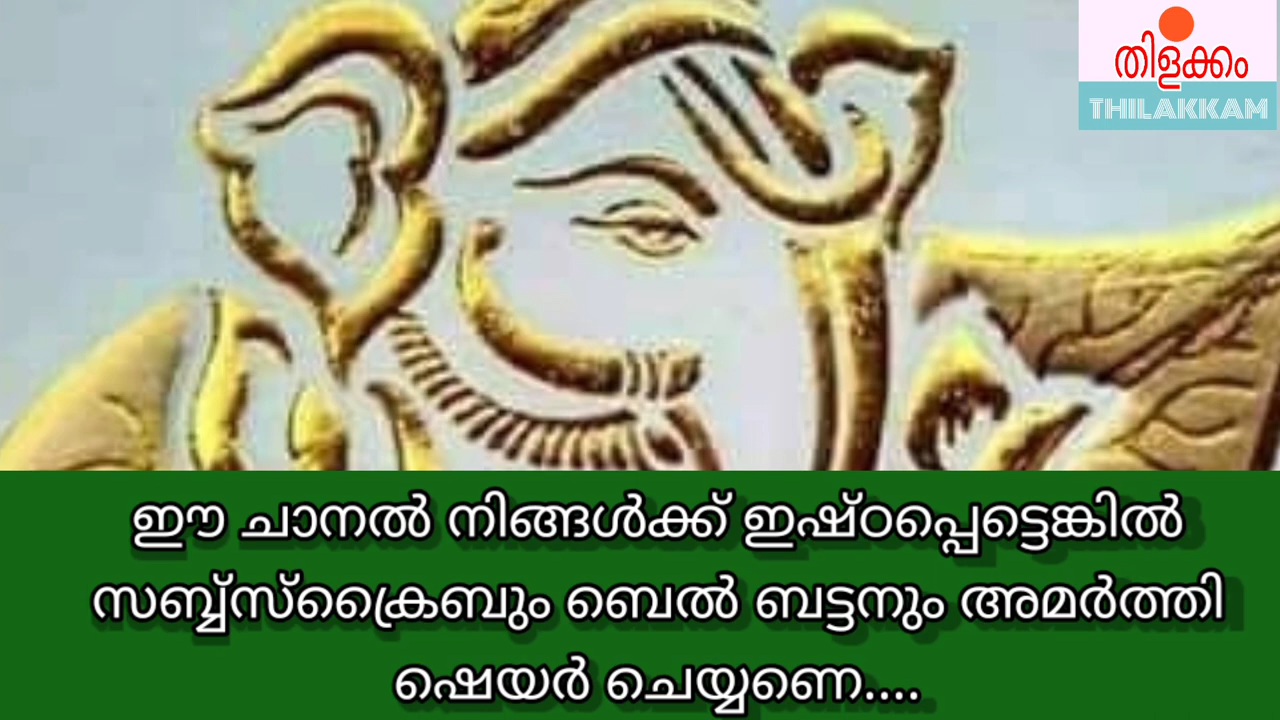 തിളക്കം
THILAKKAM
ഈ ചാനൽ നിങ്ങൾക്ക് ഇഷ്ഠപ്പെട്ടെങ്കിൽ
സബ്ബ്സ്ക്രൈബും ബെൽ ബട്ടനും അമർത്തി
ഷെയർ ചെയ്യണെ....